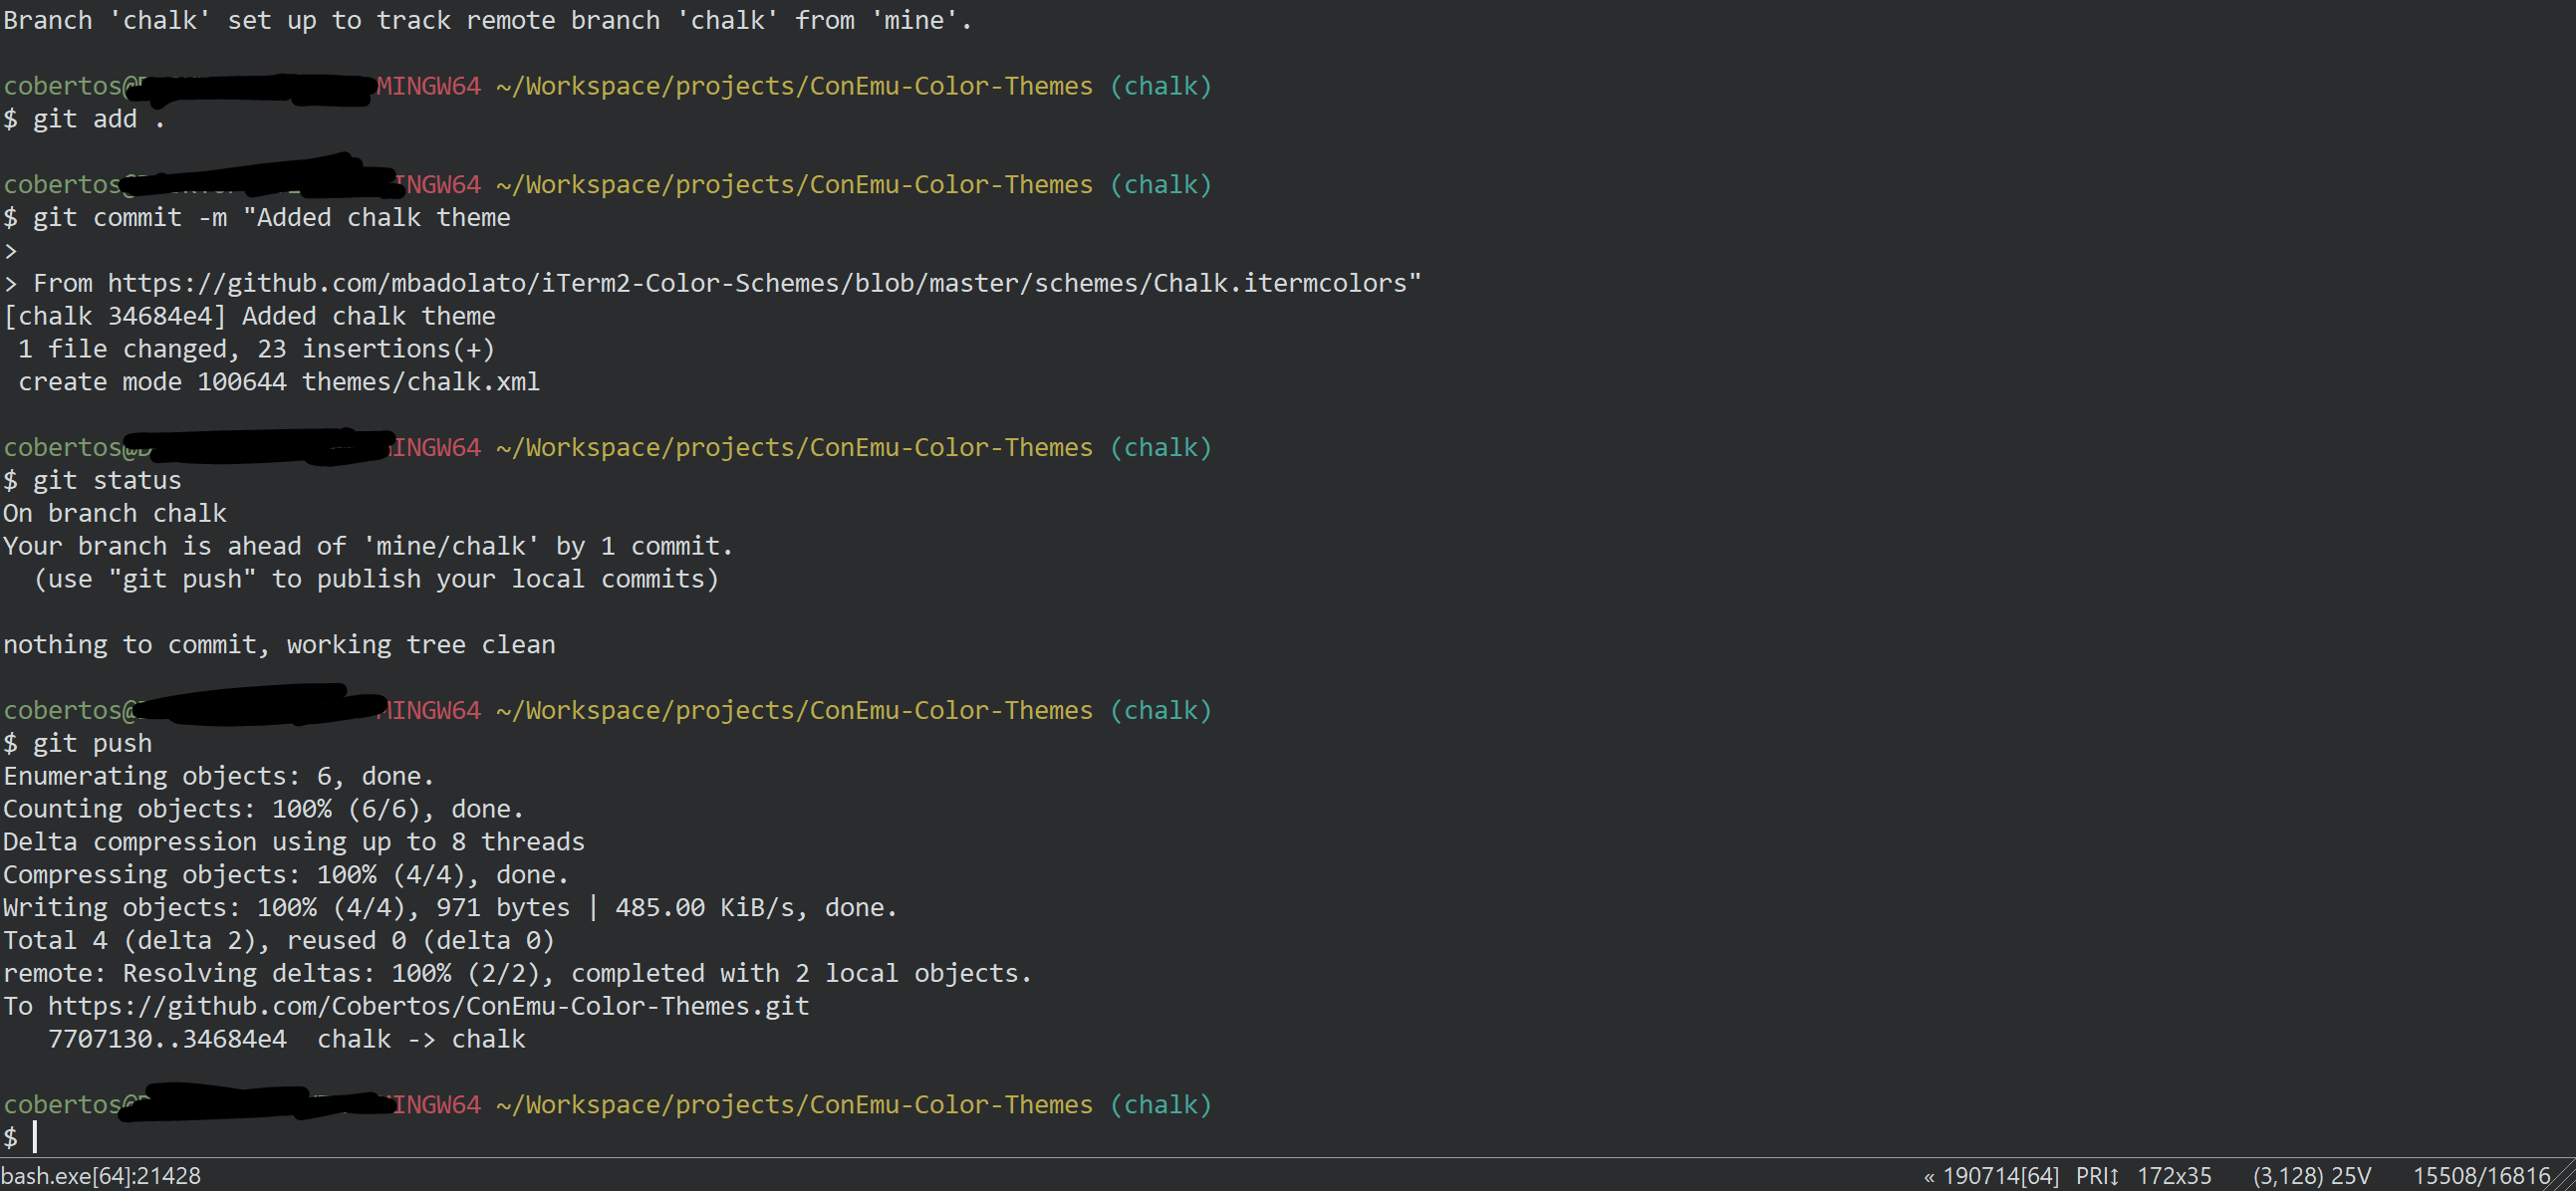 Branch 'chalk' set up to track remote branch 'chalk' from 'mine'.
cobertos@ MINGW64 ~/Workspace/projects/ConEmu-Color-Themes (chalk)
$ git add .
cobertos@ INGW64 ~/Workspace/projects/ConEmu-Color-Themes (chalk)
$ git commit -m "Added chalk theme
>
> From https://github.com/mbadolato/iTerm2-Color-Schemes/blob/master/schemes/Chalk.itermcolors"
[chalk 34684e4] Added chalk theme
1 file changed, 23 insertions(+)
create mode 100644 themes/chalk.xml
cobertos@ INGW64 ~/Workspace/projects/ConEmu-Color-Themes (chalk)
$ git status
On branch chalk
Your branch is ahead of 'mine/chalk' by 1 commit.
(use "git push" to publish your local commits)
nothing to commit, working tree clean
cobertos@ MINGW64 ~/Workspace/projects/ConEmu-Color-Themes (chalk)
$ git push
Enumerating objects: 6, done.
Counting objects: 100% (6/6), done.
Delta compression using up to 8 threads
Compressing objects: 100% (4/4), done.
Writing objects: 100% (4/4), 971 bytes | 485.00 KiB/s, done.
Total 4 (delta 2), reused 0 (delta 0)
remote: Resolving deltas: 100% (2/2), completed with 2 local objects.
To https://github.com/Cobertos/ConEmu-Color-Themes.git
7707130..34684e4  chalk -> chalk
cobertos@ INGW64 ~/Workspace/projects/ConEmu-Color-Themes (chalk)
$
bash.exe[64]:21428 « 190714[64] PRI↕ 172x35 (3,128) 25V 15508/16816